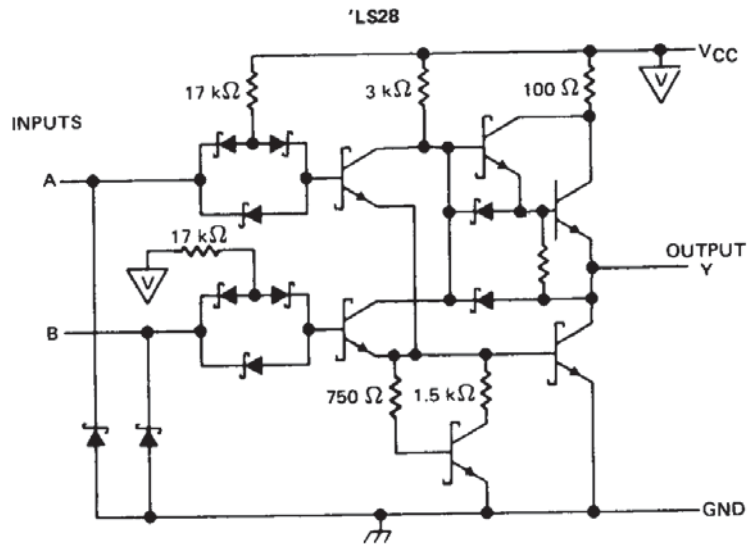 'LS28
VCC
17 kΩ
3 kΩ
100 Ω
V
INPUTS
A
17 kΩ
V
OUTPUT
Y
B
750 Ω
1.5 kΩ
GND